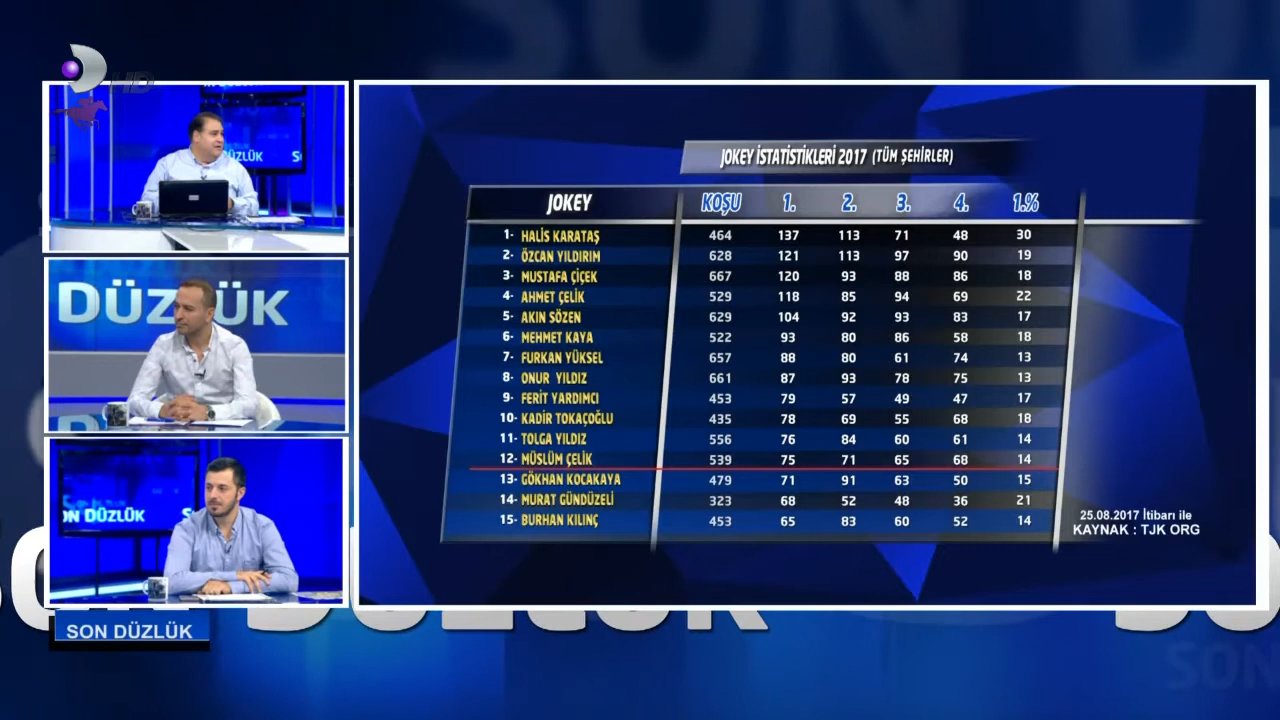 SON DÜZLÜK
HD
DÜZLÜK
ÜZLÜK
S
DÜZLÜK
ON DÜZLÜK
S
SON DÜZLÜK
JOKEY İSTATİSTİKLERİ 2017 (TÜM ŞEHİRLER)
JOKEY KOŞU 1. 2. 3. 4. 1.%
1- HALİS KARATAŞ 464 137 113 71 48 30
2- ÖZCAN YILDIRIM 628 121 113 97 90 19
3- MUSTAFA ÇİÇEK 667 120 93 88 86 18
4- AHMET ÇELİK 529 118 85 94 69 22
5- AKIN SÖZEN 629 104 92 93 83 17
6- MEHMET KAYA 522 93 80 86 58 18
7- FURKAN YÜKSEL 657 88 80 61 74 13
8- ONUR YILDIZ 661 87 93 78 75 13
9- FERİT YARDIMCI 453 79 57 49 47 17
10- KADİR TOKAÇOĞLU 435 78 69 55 68 18
11- TOLGA YILDIZ 556 76 84 60 61 14
12- MÜSLÜM ÇELİK 539 75 71 65 68 14
13- GÖKHAN KOCAKAYA 479 71 91 63 50 15
14- MURAT GÜNDÜZELİ 323 68 52 48 36 21
15- BURHAN KILINÇ 453 65 83 60 52 14
25.08.2017 İtibarı ile
KAYNAK : TJK ORG
SON